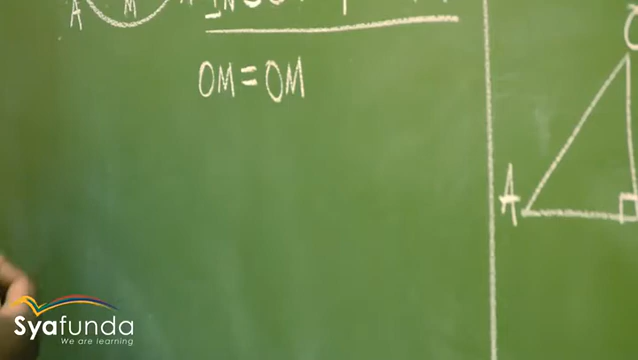 A M
OM = OM
A
Syafunda
We are learning